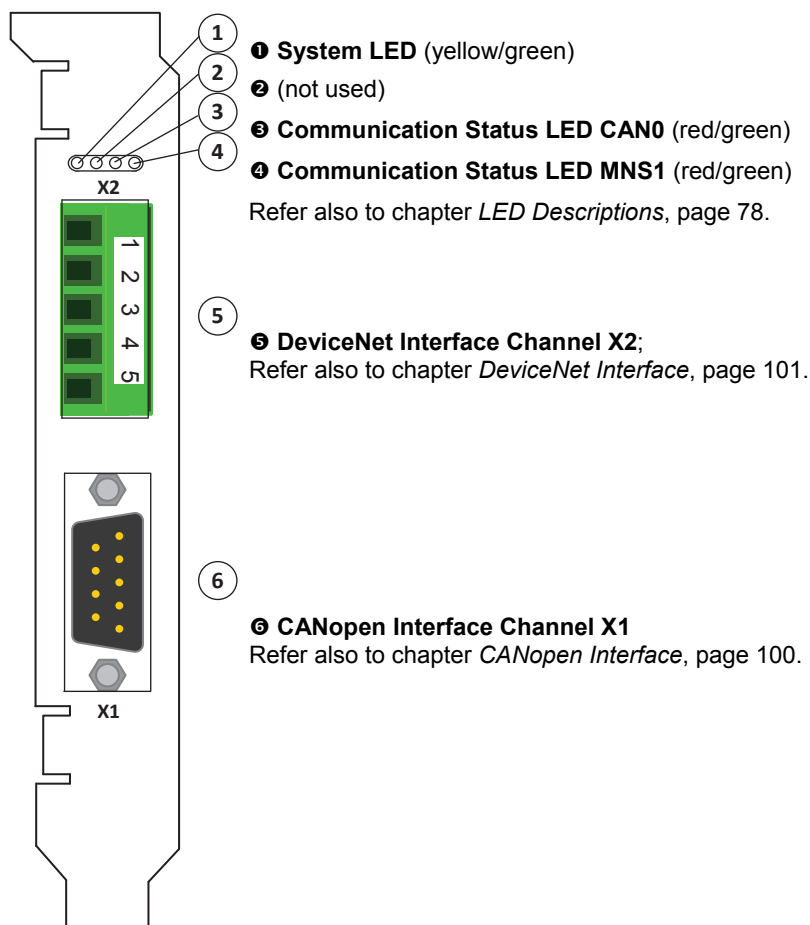 1
2
3
4
❶ System LED (yellow/green)
❷ (not used)
❸ Communication Status LED CAN0 (red/green)
❹ Communication Status LED MNS1 (red/green)
Refer also to chapter LED Descriptions, page 78.
X2
1
2
3
4
5
5
❺ DeviceNet Interface Channel X2;
Refer also to chapter DeviceNet Interface, page 101.
6
❻ CANopen Interface Channel X1
Refer also to chapter CANopen Interface, page 100.
X1